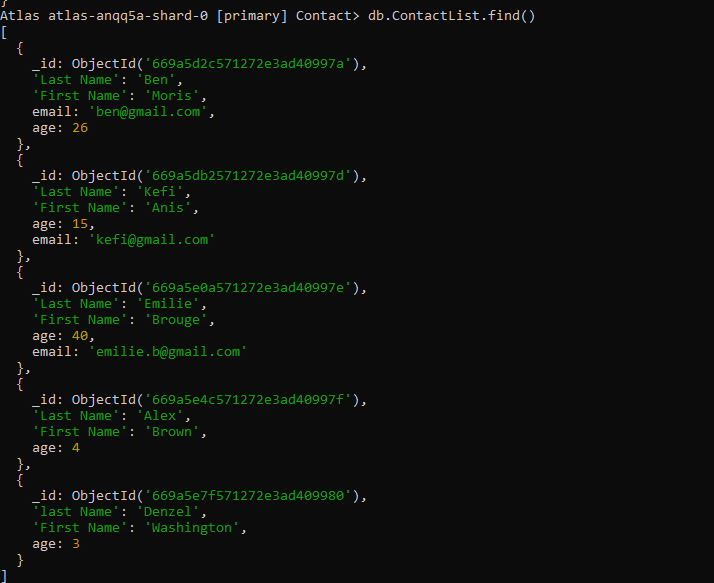 }
Atlas atlas-anqq5a-shard-0 [primary] Contact> db.ContactList.find()
[
  {
    _id: ObjectId('669a5d2c571272e3ad40997a'),
    'Last Name': 'Ben',
    'First Name': 'Moris',
    email: 'ben@gmail.com',
    age: 26
  },
  {
    _id: ObjectId('669a5db2571272e3ad40997d'),
    'Last Name': 'Kefi',
    'First Name': 'Anis',
    age: 15,
    email: 'kefi@gmail.com'
  },
  {
    _id: ObjectId('669a5e0a571272e3ad40997e'),
    'Last Name': 'Emilie',
    'First Name': 'Brouge',
    age: 40,
    email: 'emilie.b@gmail.com'
  },
  {
    _id: ObjectId('669a5e4c571272e3ad40997f'),
    'Last Name': 'Alex',
    'First Name': 'Brown',
    age: 4
  },
  {
    _id: ObjectId('669a5e7f571272e3ad409980'),
    'last Name': 'Denzel',
    'First Name': 'Washington',
    age: 3
  }
]